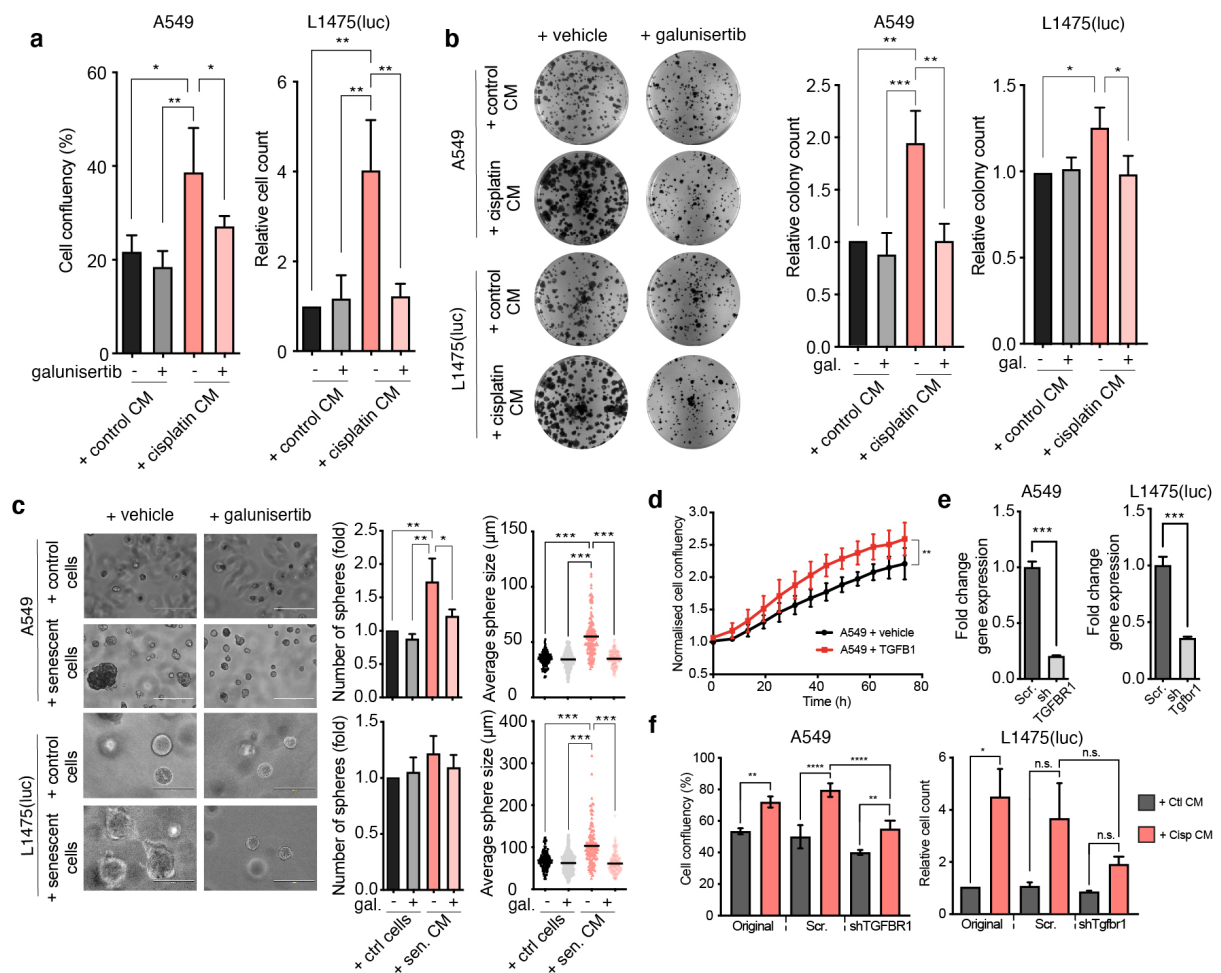 a
A549
L1475(luc)
Cell confluency (%)
60
40
20
0
* *
**
Relative cell count
6
4
2
0
**
**
**
galunisertib - + - +
- + - +
+ control CM
+ cisplatin CM
+ control CM
+ cisplatin CM
b
+ vehicle
+ galunisertib
A549
+ control CM
+ cisplatin CM
L1475(luc)
+ control CM
+ cisplatin CM
A549
L1475(luc)
Relative colony count
2.5
2.0
1.5
1.0
0.5
0.0
**
**
***
Relative colony count
1.5
1.0
0.5
0.0
* *
gal. - + - +
gal. - + - +
+ control CM
+ cisplatin CM
+ control CM
+ cisplatin CM
c
+ vehicle
+ galunisertib
A549
+ control cells
+ senescent cells
L1475(luc)
+ control cells
+ senescent cells
Number of spheres (fold)
2.5
2.0
1.5
1.0
0.5
0.0
**
** *
Average sphere size (μm)
150
100
50
0
*** ***
***
Number of spheres (fold)
1.5
1.0
0.5
0.0
Average sphere size (μm)
400
300
200
100
0
***
***
***
gal. - + - +
- + - +
+ ctrl cells
+ sen. CM
+ ctrl cells
+ sen. CM
d
Normalised cell confluency
3.0
2.5
2.0
1.5
1.0
0.5
0
**
A549 + vehicle
A549 + TGFB1
0 20 40 60 80
Time (h)
e
A549
L1475(luc)
Fold change
gene expression
1.5
1.0
0.5
0.0
***
Scr.
sh
TGFBR1
Fold change
gene expression
1.5
1.0
0.5
0.0
***
Scr.
sh
Tgfbr1
f
A549
L1475(luc)
Cell confluency (%)
100
80
60
40
20
0
**
****
****
**
Original
Scr.
shTGFBR1
Relative cell count
8
6
4
2
0
*
n.s.
n.s.
n.s.
Original
Scr.
shTgfbr1
+ Ctl CM
+ Cisp CM